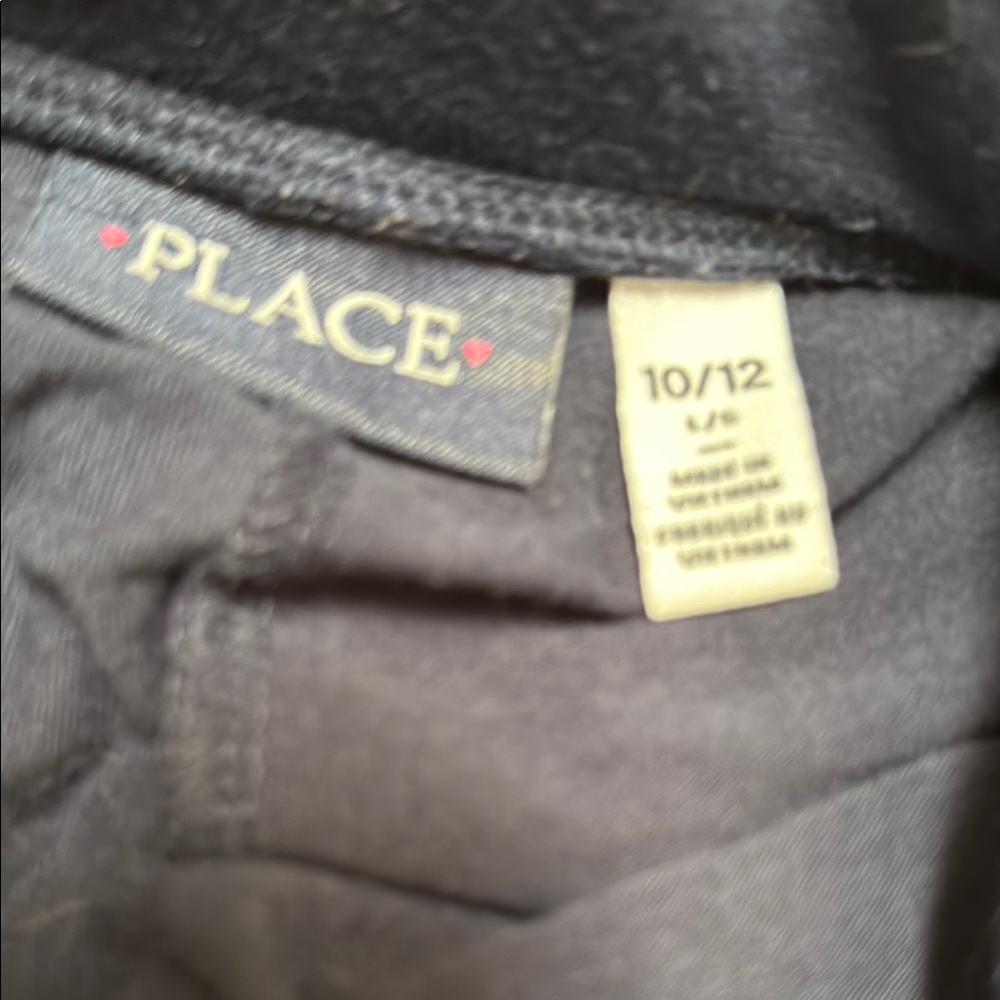 PLACE
10/12
L/G
MADE IN
VIETNAM
FABRIQUÉ AU
VIETNAM